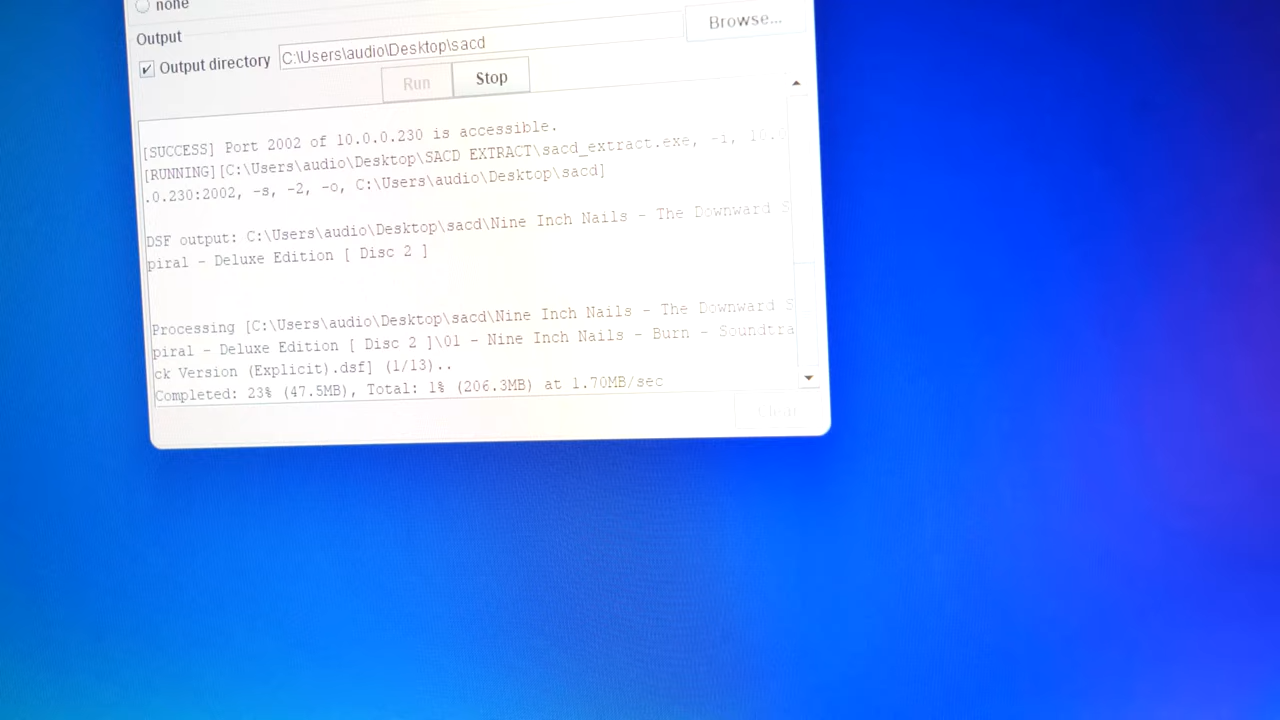 none
Output
Output directory C:\Users\audio\Desktop\sacd Browse...
Run Stop
[SUCCESS] Port 2002 of 10.0.0.230 is accessible.
[RUNNING][C:\Users\audio\Desktop\SACD EXTRACT\sacd_extract.exe, -i, 10.0
.0.230:2002, -s, -2, -o, C:\Users\audio\Desktop\sacd]
DSF output: C:\Users\audio\Desktop\sacd\Nine Inch Nails - The Downward S
piral - Deluxe Edition [ Disc 2 ]
Processing [C:\Users\audio\Desktop\sacd\Nine Inch Nails - The Downward S
piral - Deluxe Edition [ Disc 2 ]\01 - Nine Inch Nails - Burn - Soundtra
ck Version (Explicit).dsf] (1/13)..
Completed: 23% (47.5MB), Total: 1% (206.3MB) at 1.70MB/sec
Clear